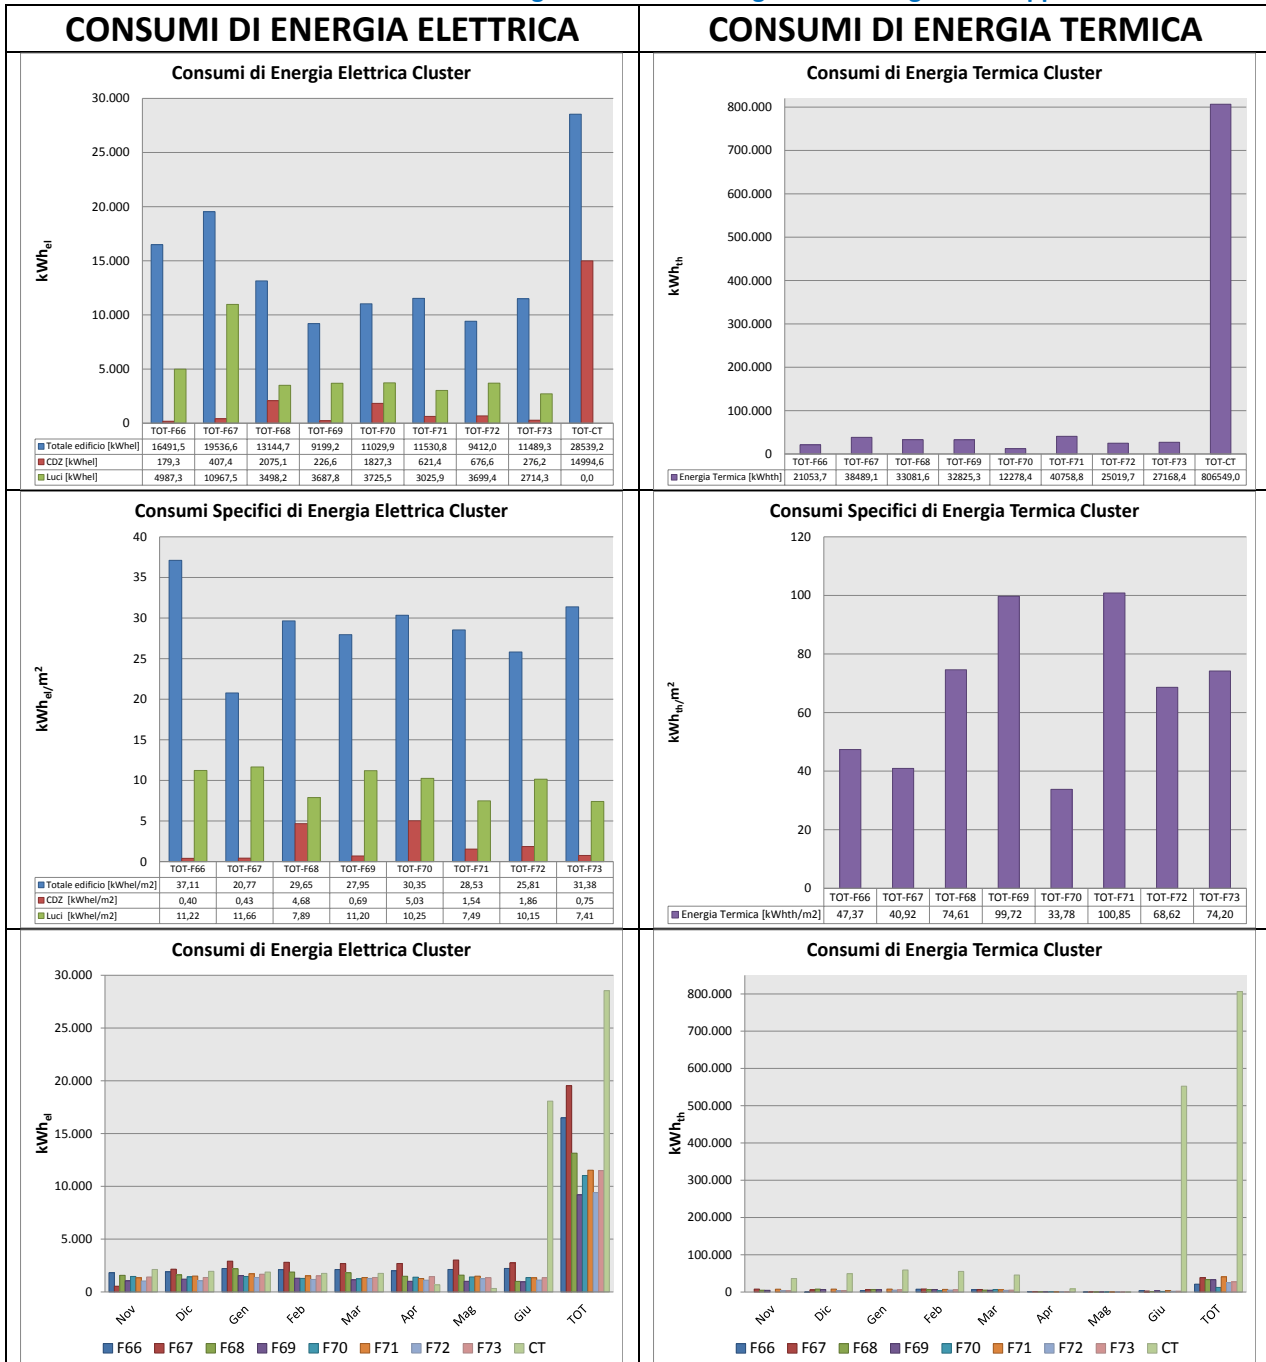 CONSUMI DI ENERGIA ELETTRICA
CONSUMI DI ENERGIA TERMICA
Consumi di Energia Elettrica Cluster
30.000
25.000
20.000
15.000
10.000
5.000
0
kWhel
TOT-F66 TOT-F67 TOT-F68 TOT-F69 TOT-F70 TOT-F71 TOT-F72 TOT-F73 TOT-CT
Totale edificio [kWhel] 16491,5 19536,6 13144,7 9199,2 11029,9 11530,8 9412,0 11489,3 28539,2
CDZ [kWhel] 179,3 407,4 2075,1 226,6 1827,3 621,4 676,6 276,2 14994,6
Luci [kWhel] 4987,3 10967,5 3498,2 3687,8 3725,5 3025,9 3699,4 2714,3 0,0
Consumi di Energia Termica Cluster
800.000
700.000
600.000
500.000
400.000
300.000
200.000
100.000
0
kWhth
TOT-F66 TOT-F67 TOT-F68 TOT-F69 TOT-F70 TOT-F71 TOT-F72 TOT-F73 TOT-CT
Energia Termica [kWhth] 21053,7 38489,1 33081,6 32825,3 12278,4 40758,8 25019,7 27168,4 806549,0
Consumi Specifici di Energia Elettrica Cluster
40
35
30
25
20
15
10
5
0
kWhel/m2
TOT-F66 TOT-F67 TOT-F68 TOT-F69 TOT-F70 TOT-F71 TOT-F72 TOT-F73
Totale edificio [kWhel/m2] 37,11 20,77 29,65 27,95 30,35 28,53 25,81 31,38
CDZ [kWhel/m2] 0,40 0,43 4,68 0,69 5,03 1,54 1,86 0,75
Luci [kWhel/m2] 11,22 11,66 7,89 11,20 10,25 7,49 10,15 7,41
Consumi Specifici di Energia Termica Cluster
120
100
80
60
40
20
0
kWhth/m2
TOT-F66 TOT-F67 TOT-F68 TOT-F69 TOT-F70 TOT-F71 TOT-F72 TOT-F73
Energia Termica [kWhth/m2] 47,37 40,92 74,61 99,72 33,78 100,85 68,62 74,20
Consumi di Energia Elettrica Cluster
30.000
25.000
20.000
15.000
10.000
5.000
0
kWhel
Nov Dic Gen Feb Mar Apr Mag Giu TOT
F66 F67 F68 F69 F70 F71 F72 F73 CT
Consumi di Energia Termica Cluster
800.000
700.000
600.000
500.000
400.000
300.000
200.000
100.000
0
kWhth
Nov Dic Gen Feb Mar Apr Mag Giu TOT
F66 F67 F68 F69 F70 F71 F72 F73 CT